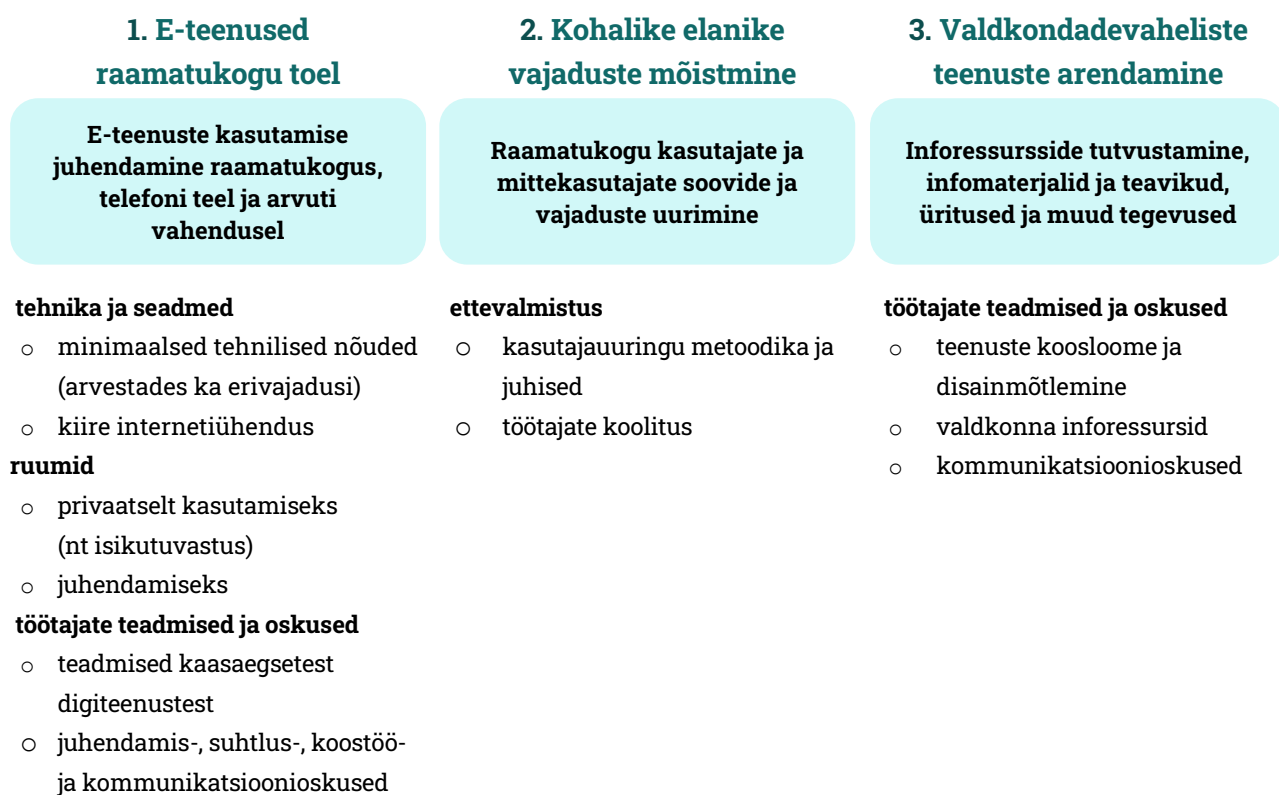 1. E-teenused
raamatukogu toel
E-teenuste kasutamise
juhendamine raamatukogus,
telefoni teel ja arvuti
vahendusel
tehnika ja seadmed
o minimaalsed tehnilised nõuded
(arvestades ka erivajadusi)
o kiire internetiühendus
ruumid
o privaatselt kasutamiseks
(nt isikutuvastus)
o juhendamiseks
töötajate teadmised ja oskused
o teadmised kaasaegsetest
digiteenustest
o juhendamis-, suhtlus-, koostöö-
ja kommunikatsioonioskused
2. Kohalike elanike
vajaduste mõistmine
Raamatukogu kasutajate ja
mittekasutajate soovide ja
vajaduste uurimine
ettevalmistus
o kasutajauuringu metoodika ja
juhised
o töötajate koolitus
3. Valdkondadevaheliste
teenuste arendamine
Inforessursside tutvustamine,
infomaterjalid ja teavikud,
üritused ja muud tegevused
töötajate teadmised ja oskused
o teenuste koosloome ja
disainmõtlemine
o valdkonna inforessursid
o kommunikatsioonioskused